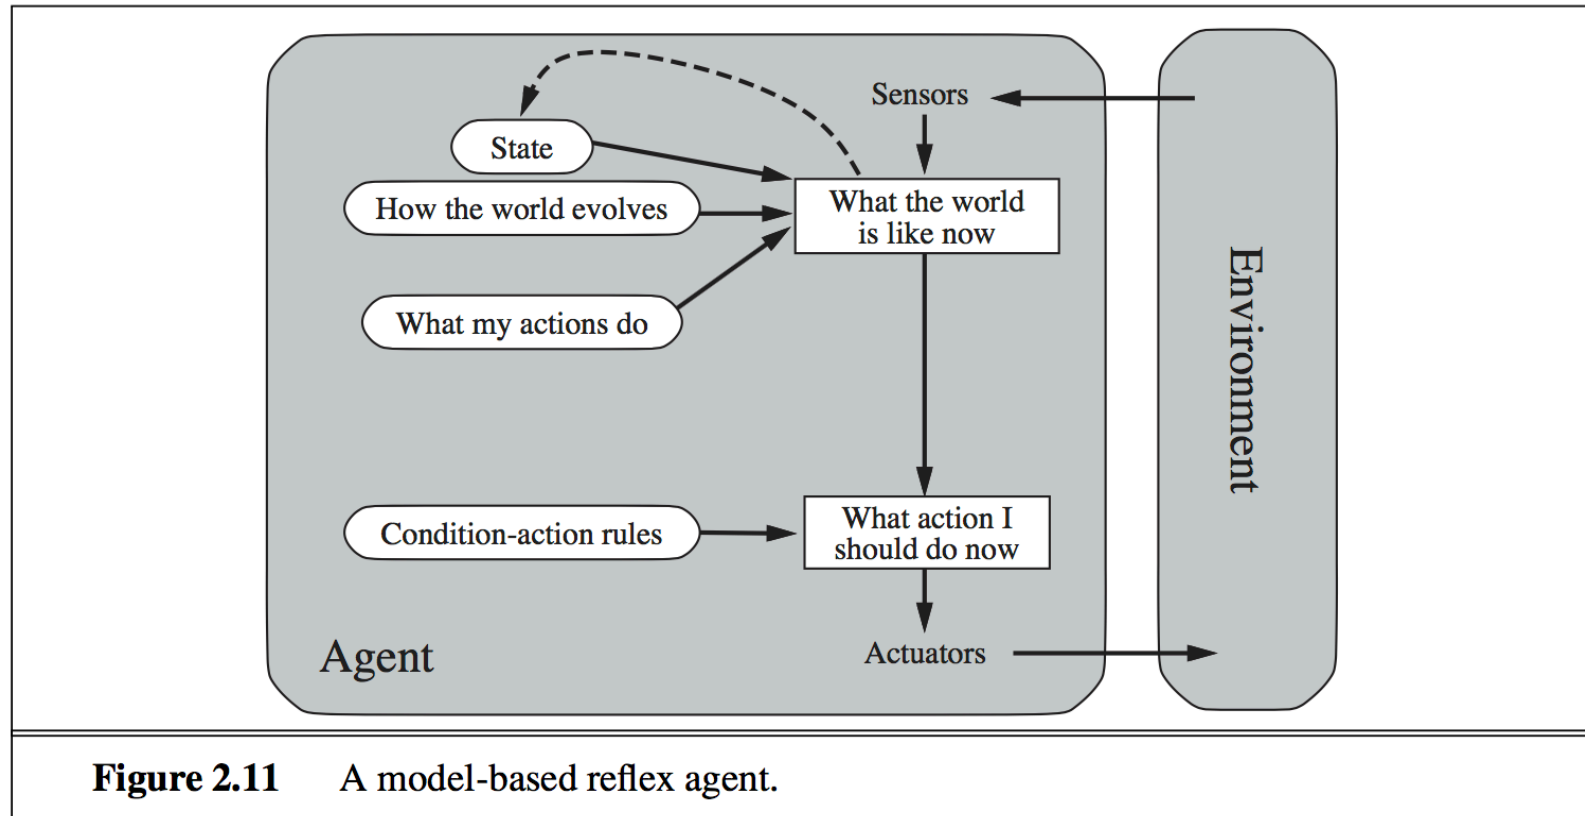 Sensors
State
What the world
is like now
How the world evolves
What my actions do
Environment
Condition-action rules
What action I
should do now
Agent
Actuators
Figure 2.11 A model-based reflex agent.